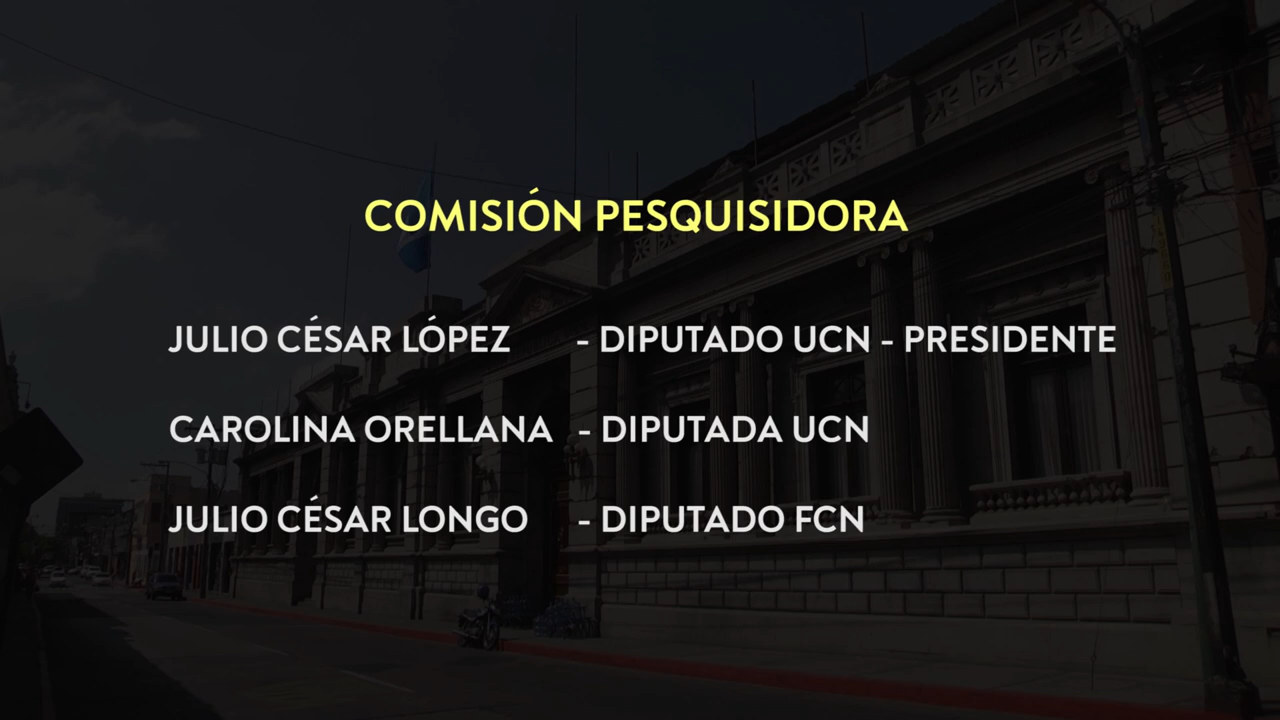 COMISIÓN PESQUISIDORA
JULIO CÉSAR LÓPEZ - DIPUTADO UCN - PRESIDENTE
CAROLINA ORELLANA - DIPUTADA UCN
JULIO CÉSAR LONGO - DIPUTADO FCN